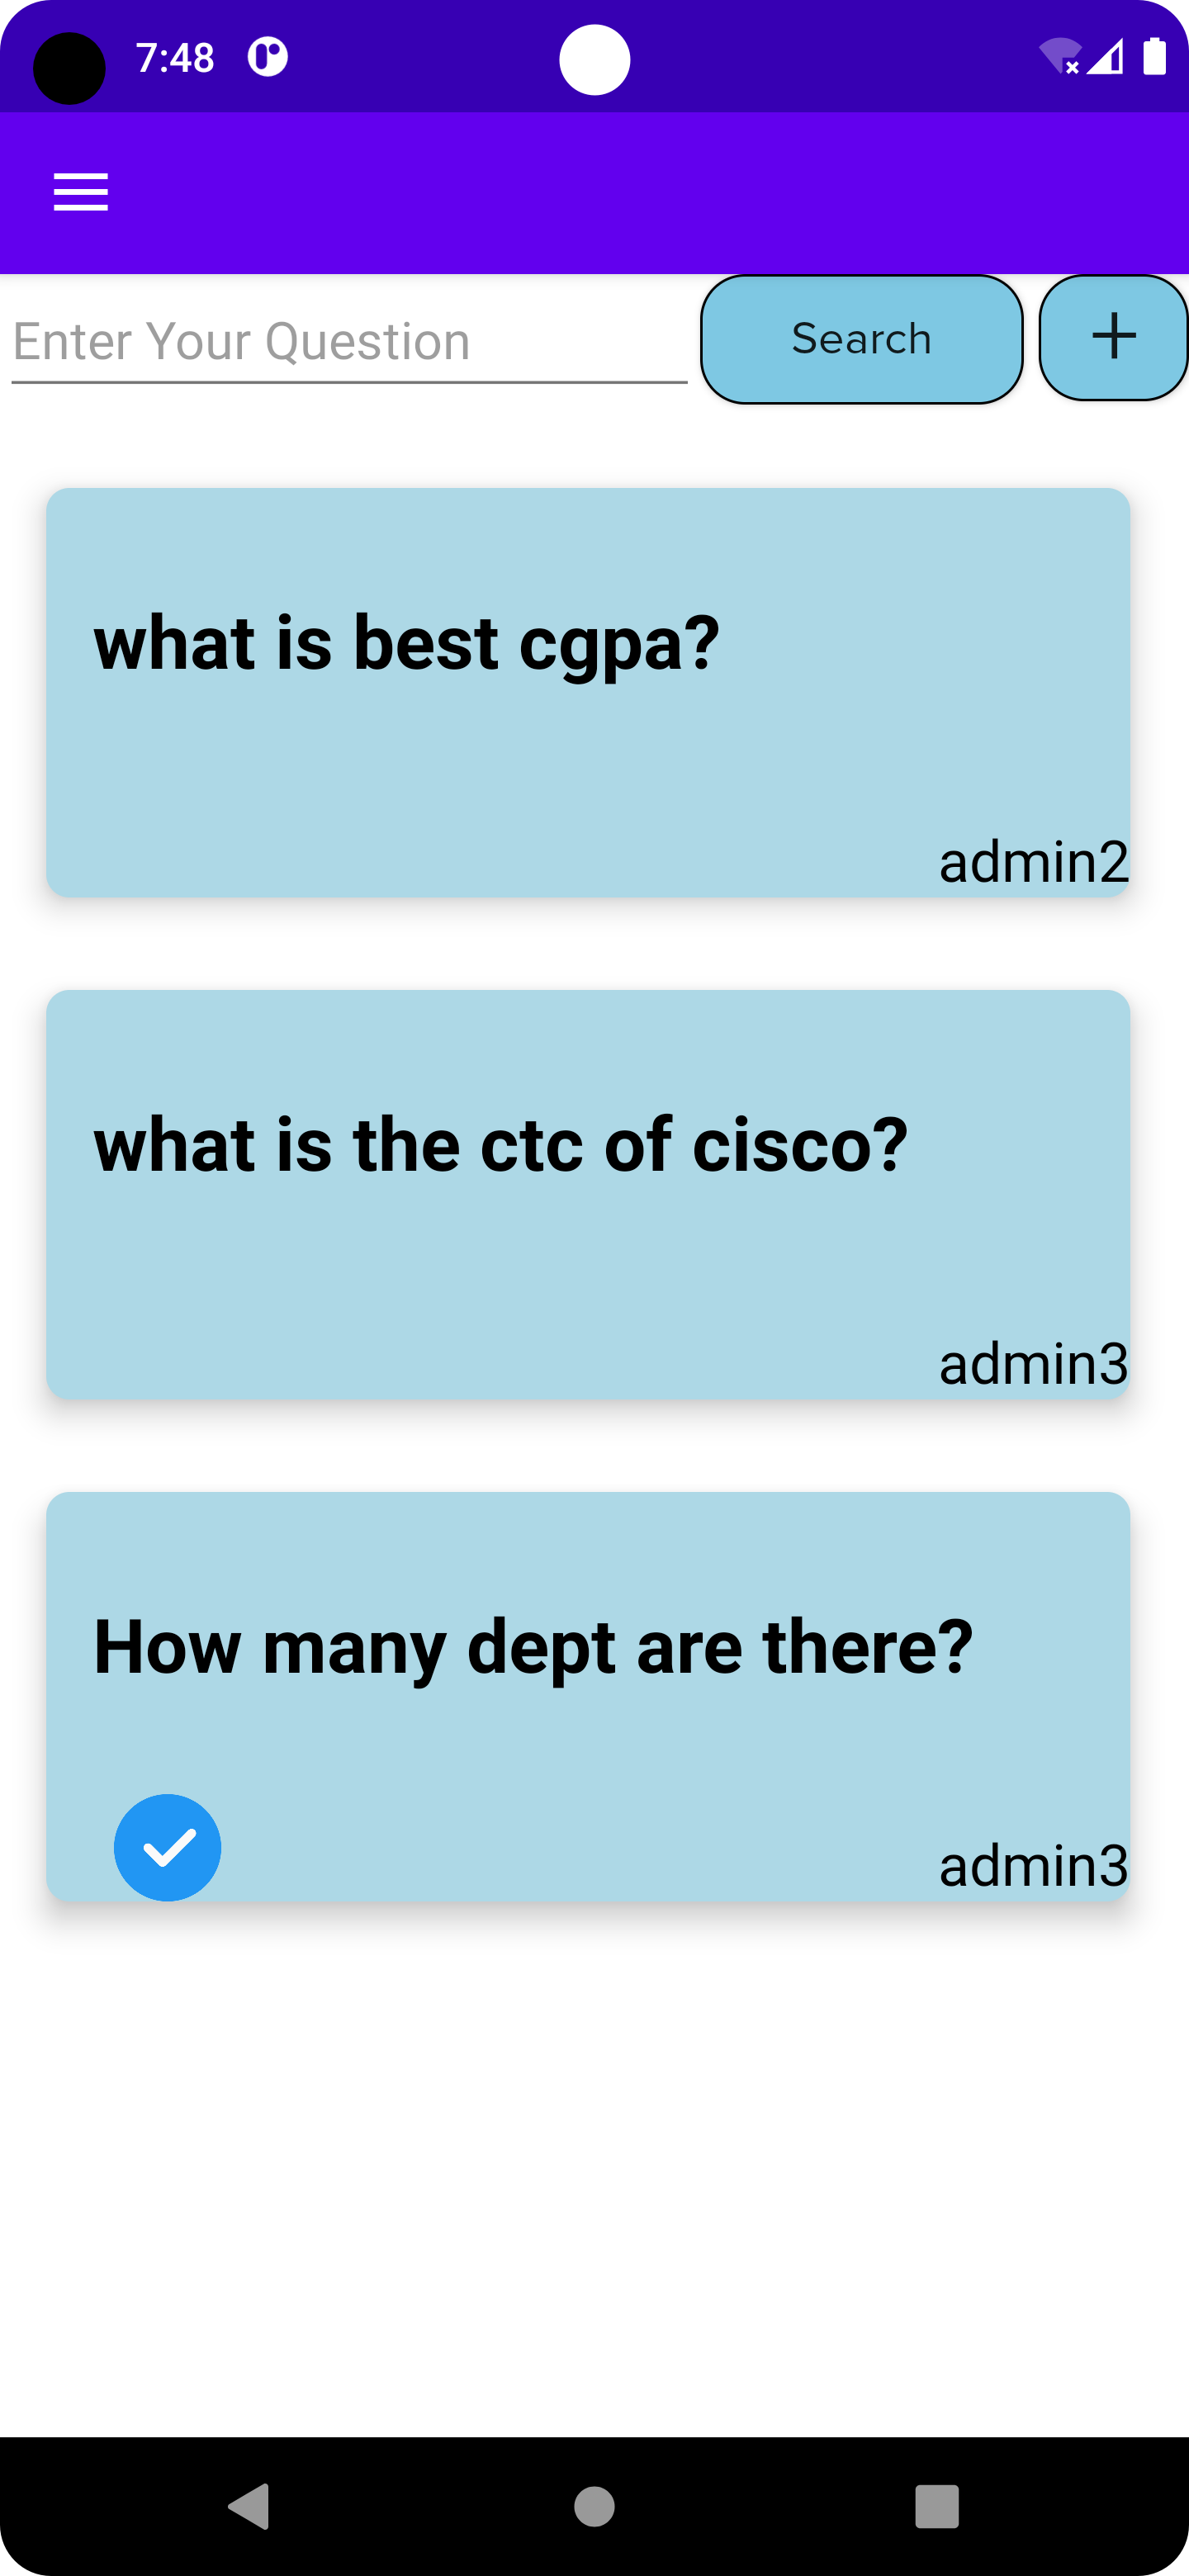 7:48
Enter Your Question
Search
+
what is best cgpa?
admin2
what is the ctc of cisco?
admin3
How many dept are there?
admin3